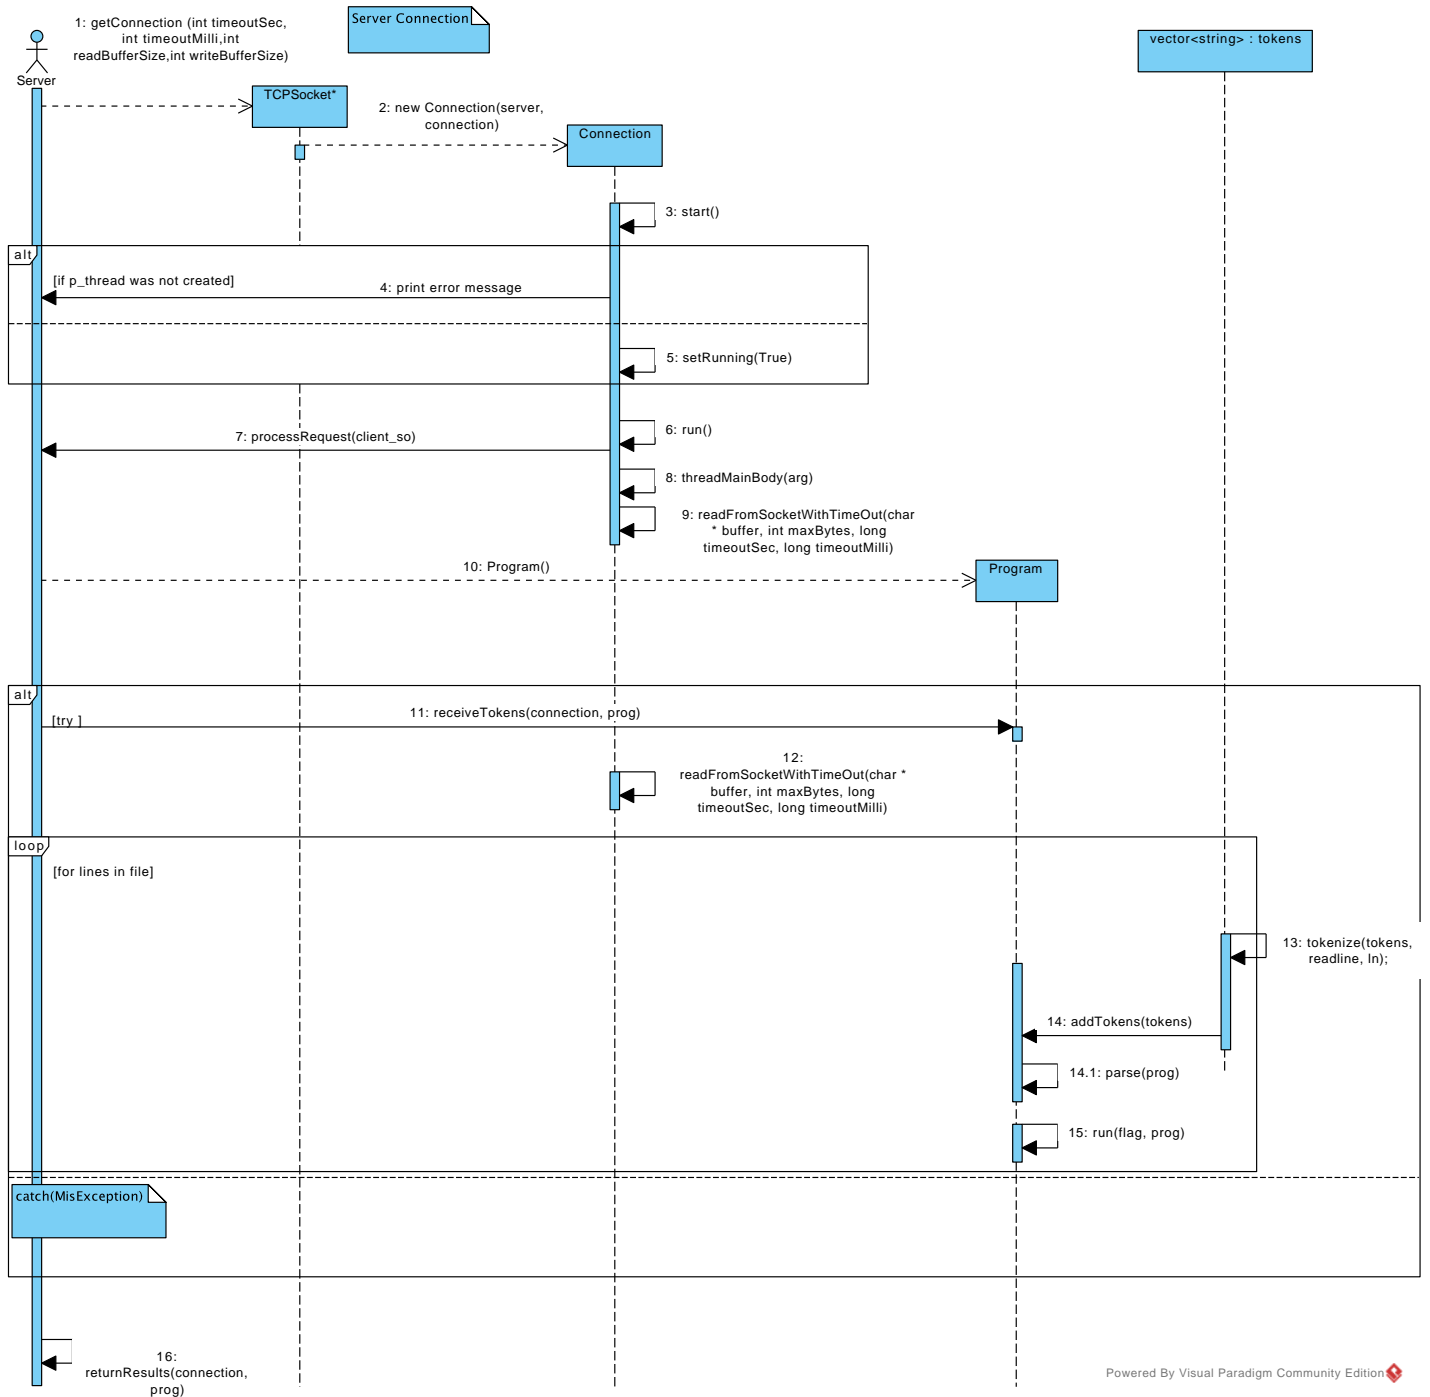 1: getConnection (int timeoutSec,
int timeoutMilli,int
readBufferSize,int writeBufferSize)
Server Connection
vector<string> : tokens
Server
TCPSocket*
2: new Connection(server,
connection)
Connection
3: start()
alt
[if p_thread was not created]
4: print error message
5: setRunning(True)
6: run()
7: processRequest(client_so)
8: threadMainBody(arg)
9: readFromSocketWithTimeOut(char
* buffer, int maxBytes, long
timeoutSec, long timeoutMilli)
10: Program()
Program
alt
[try ]
11: receiveTokens(connection, prog)
12:
readFromSocketWithTimeOut(char *
buffer, int maxBytes, long
timeoutSec, long timeoutMilli)
loop
[for lines in file]
13: tokenize(tokens,
readline, ln);
14: addTokens(tokens)
14.1: parse(prog)
15: run(flag, prog)
catch(MisException)
16:
returnResults(connection,
prog)
Powered By Visual Paradigm Community Edition